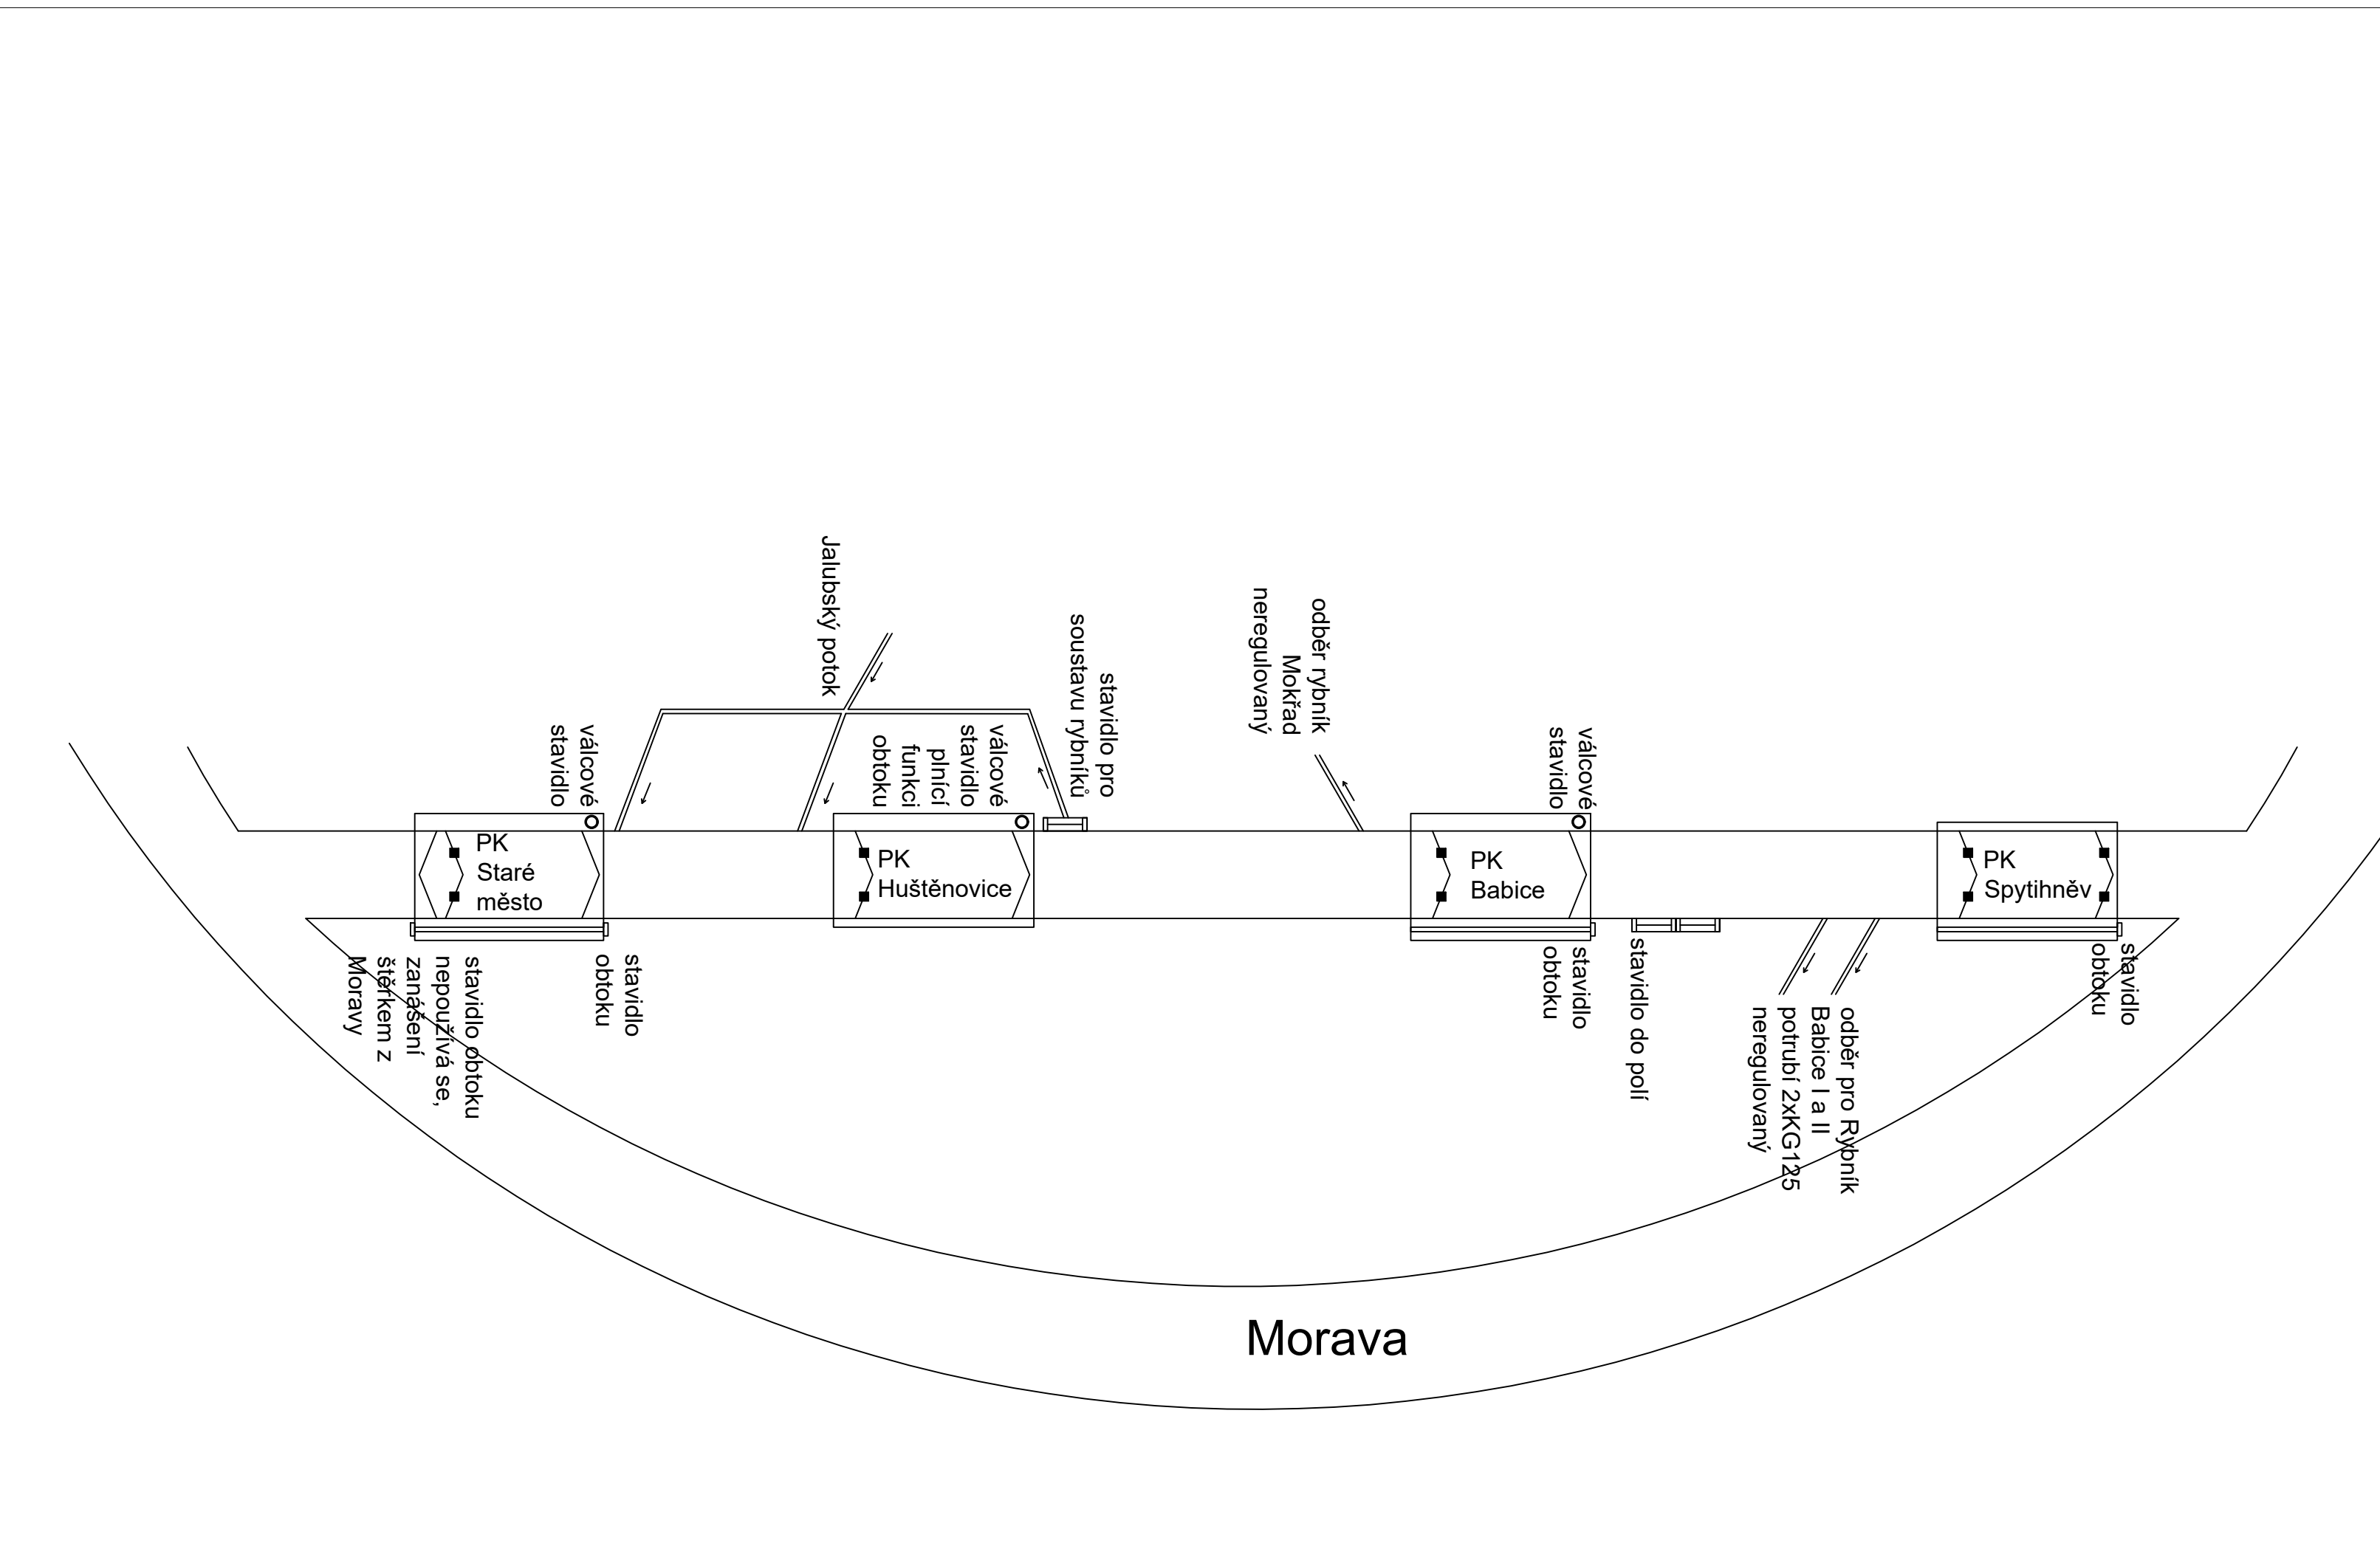 Jalubský potok
stavidlo pro
soustavu rybníků
odběr rybník
Mokřad
neregulovaný
válcové
stavidlo
válcové
stavidlo
plnící
funkci
obtoku
válcové
stavidlo
PK
Staré
město
PK
Huštěnovice
PK
Babice
PK
Spytihněv
stavidlo obtoku
nepoužívá se,
zanášení
štěrkem z
Moravy
stavidlo
obtoku
stavidlo
obtoku
stavidlo do polí
odběr pro Rybník
Babice I a II
potrubí 2xKG125
neregulovaný
stavidlo
obtoku
Morava